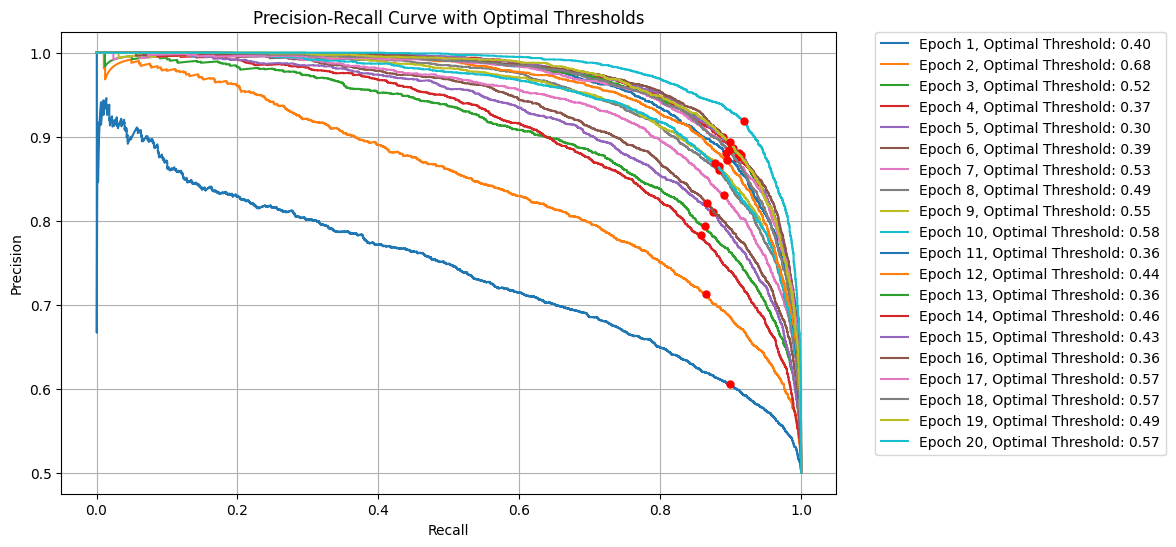 Precision-Recall Curve with Optimal Thresholds
Precision
1.0
0.9
0.8
0.7
0.6
0.5
0.0
0.2
0.4
0.6
0.8
1.0
Recall
Epoch 1, Optimal Threshold: 0.40
Epoch 2, Optimal Threshold: 0.68
Epoch 3, Optimal Threshold: 0.52
Epoch 4, Optimal Threshold: 0.37
Epoch 5, Optimal Threshold: 0.30
Epoch 6, Optimal Threshold: 0.39
Epoch 7, Optimal Threshold: 0.53
Epoch 8, Optimal Threshold: 0.49
Epoch 9, Optimal Threshold: 0.55
Epoch 10, Optimal Threshold: 0.58
Epoch 11, Optimal Threshold: 0.36
Epoch 12, Optimal Threshold: 0.44
Epoch 13, Optimal Threshold: 0.36
Epoch 14, Optimal Threshold: 0.46
Epoch 15, Optimal Threshold: 0.43
Epoch 16, Optimal Threshold: 0.36
Epoch 17, Optimal Threshold: 0.57
Epoch 18, Optimal Threshold: 0.57
Epoch 19, Optimal Threshold: 0.49
Epoch 20, Optimal Threshold: 0.57